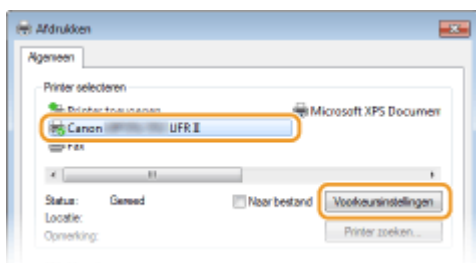 Afdrukken
Algemeen
Printer selecteren
Printer toevoegen
Microsoft XPS Documen
Canon UFR II
Fax
Status: Gereed
Naar bestand
Voorkeursinstellingen
Locatie:
Opmerking:
Printer zoeken...